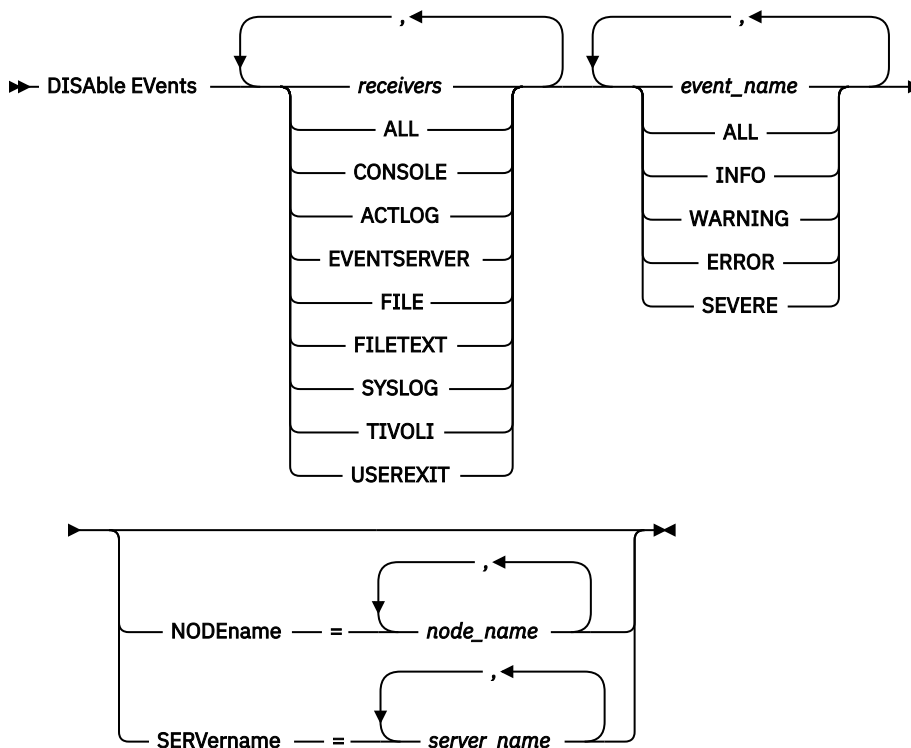 , ,
DISAble EVents receivers event_name
ALL ALL
CONSOLE INFO
ACTLOG WARNING
EVENTSERVER ERROR
FILE SEVERE
FILETEXT
SYSLOG
TIVOLI
USEREXIT
,
NODEname = node_name
,
SERVername = server_name